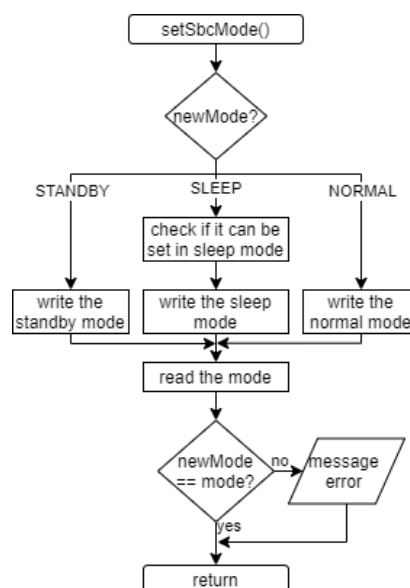 setSbcMode()
newMode?
STANDBY
SLEEP
NORMAL
check if it can be
set in sleep mode
write the
standby mode
write the sleep
mode
write the
normal mode
read the mode
newMode
== mode?
no
message
error
yes
return